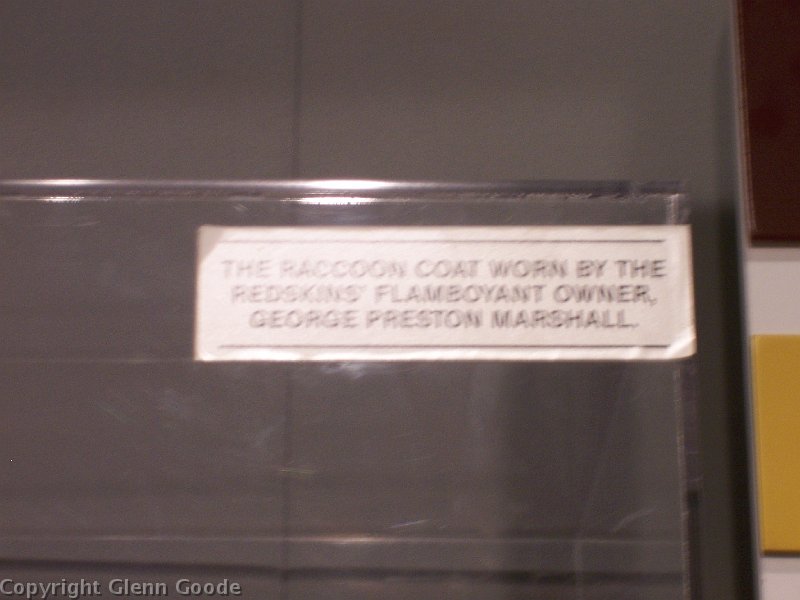 THE RACCOON COAT WORN BY THE
REDSKINS' FLAMBOYANT OWNER,
GEORGE PRESTON MARSHALL.
Copyright Glenn Goode